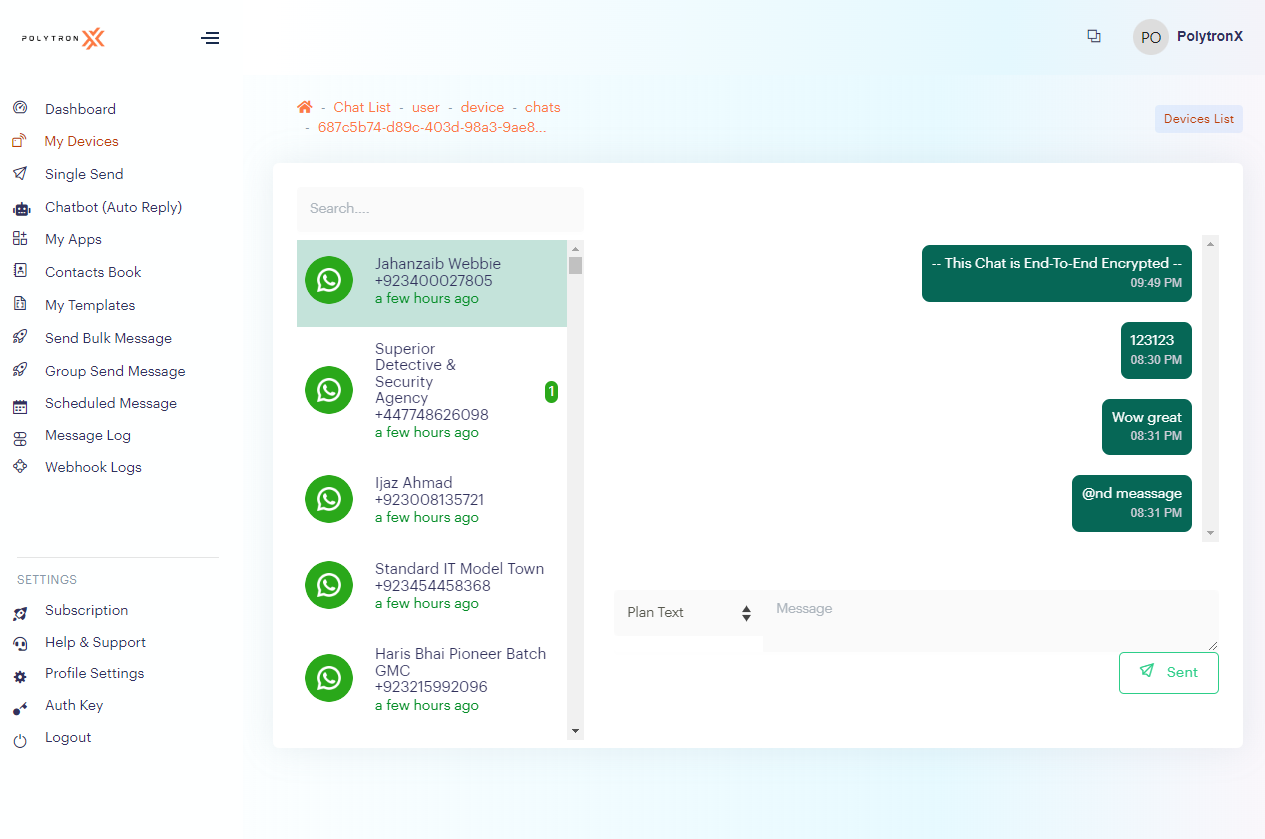 POLYTRON
PO
PolytronX
Dashboard
My Devices
Single Send
Chatbot (Auto Reply)
My Apps
Contacts Book
My Templates
Send Bulk Message
Group Send Message
Scheduled Message
Message Log
Webhook Logs
SETTINGS
Subscription
Help & Support
Profile Settings
Auth Key
Logout
- Chat List - user - device - chats
- 687c5b74-d89c-403d-98a3-9ae8...
Devices List
Search....
Jahanzaib Webbie
+923400027805
a few hours ago
Superior
Detective &
Security
Agency
+447748626098
a few hours ago
1
Ijaz Ahmad
+923008135721
a few hours ago
Standard IT Model Town
+923454458368
a few hours ago
Haris Bhai Pioneer Batch
GMC
+923215992096
a few hours ago
-- This Chat is End-To-End Encrypted --
09:49 PM
123123
08:30 PM
Wow great
08:31 PM
@nd meassage
08:31 PM
Plan Text
Message
Sent